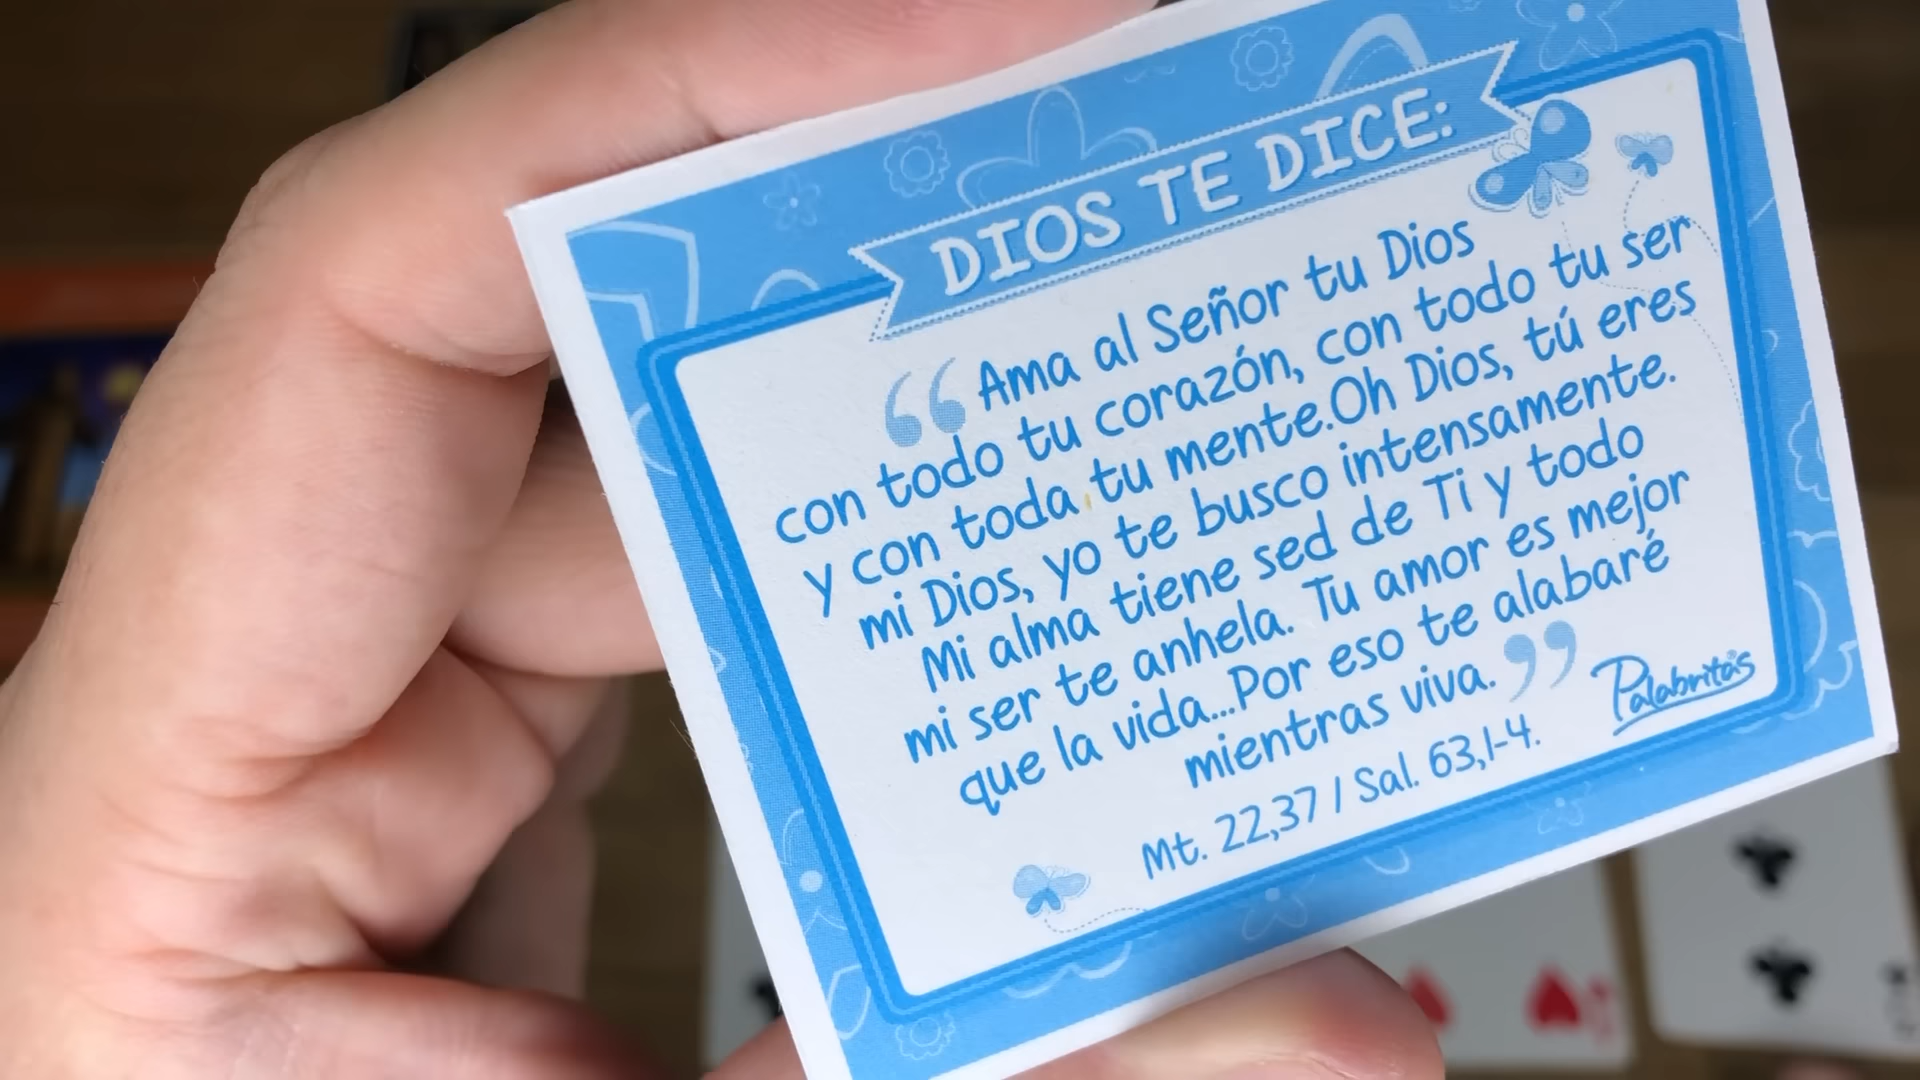 DIOS TE DICE:
“Ama al Señor tu Dios
con todo tu corazón, con todo tu ser
y con toda tu mente.Oh Dios, tú eres
mi Dios, yo te busco intensamente.
Mi alma tiene sed de Ti y todo
mi ser te anhela. Tu amor es mejor
que la vida...Por eso te alabaré
mientras viva.”
Palabritas
Mt. 22,37 / Sal. 63,1-4.